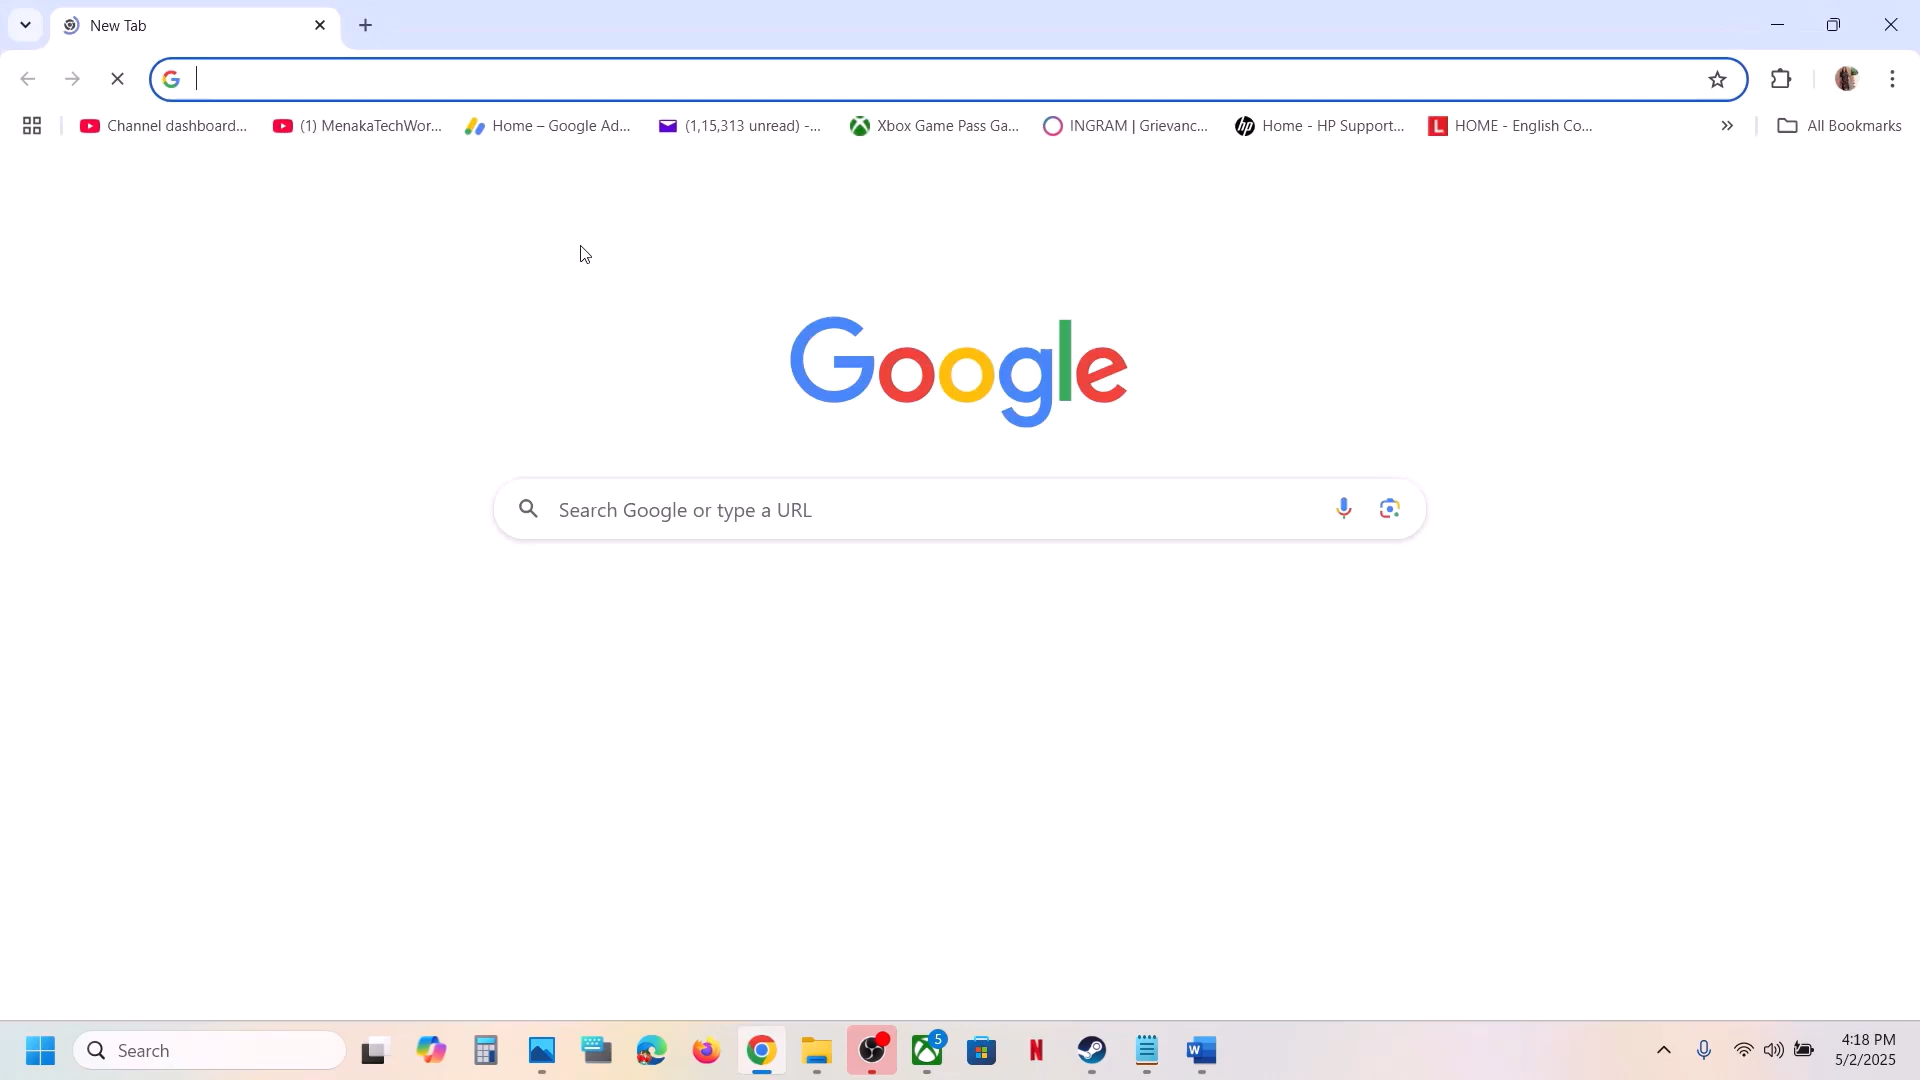 New Tab
Channel dashboard...
(1) MenakaTechWor...
Home – Google Ad...
(1,15,313 unread) -...
Xbox Game Pass Ga...
INGRAM | Grievanc...
hp
Home - HP Support...
L
HOME - English Co...
All Bookmarks
Google
Search Google or type a URL
Search
5
N
W
4:18 PM
5/2/2025